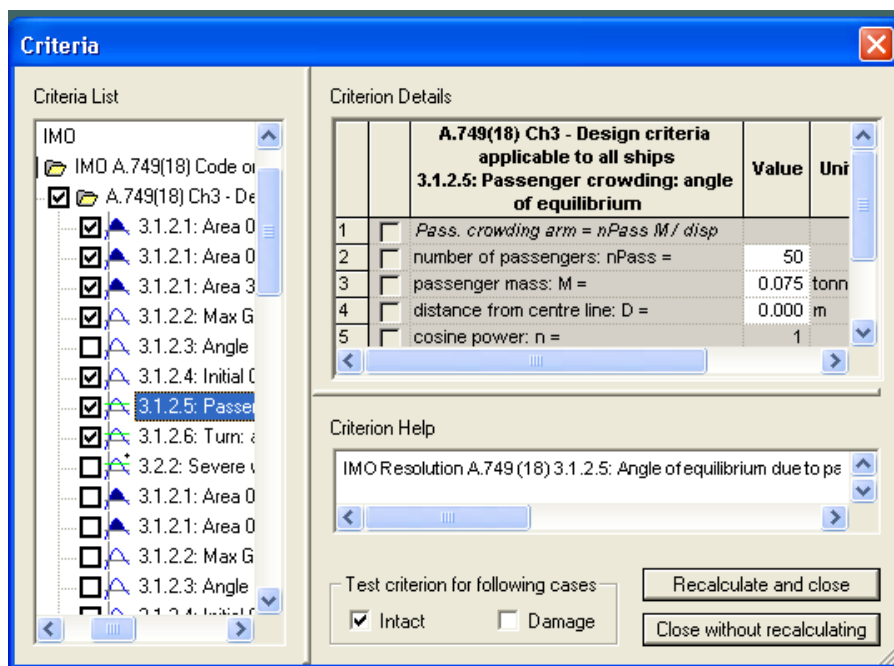 Criteria
Criteria List
IMO
IMO A.749(18) Code o
A.749(18) Ch3 - De
3.1.2.1: Area 0
3.1.2.1: Area 0
3.1.2.1: Area 3
3.1.2.2: Max G
3.1.2.3: Angle
3.1.2.4: Initial
3.1.2.5: Passe
3.1.2.6: Turn:
3.2.2: Severe
3.1.2.1: Area 0
3.1.2.1: Area 0
3.1.2.2: Max G
3.1.2.3: Angle
Criterion Details
A.749(18) Ch3 - Design criteria
applicable to all ships
3.1.2.5: Passenger crowding: angle
of equilibrium
Value
Uni
1 Pass. crowding arm = nPass M / disp
2 number of passengers: nPass = 50
3 passenger mass: M = 0.075 tonn
4 distance from centre line: D = 0.000 m
5 cosine power: n = 1
Criterion Help
IMO Resolution A.749 (18) 3.1.2.5: Angle of equilibrium due to pa
Test criterion for following cases
Intact
Damage
Recalculate and close
Close without recalculating